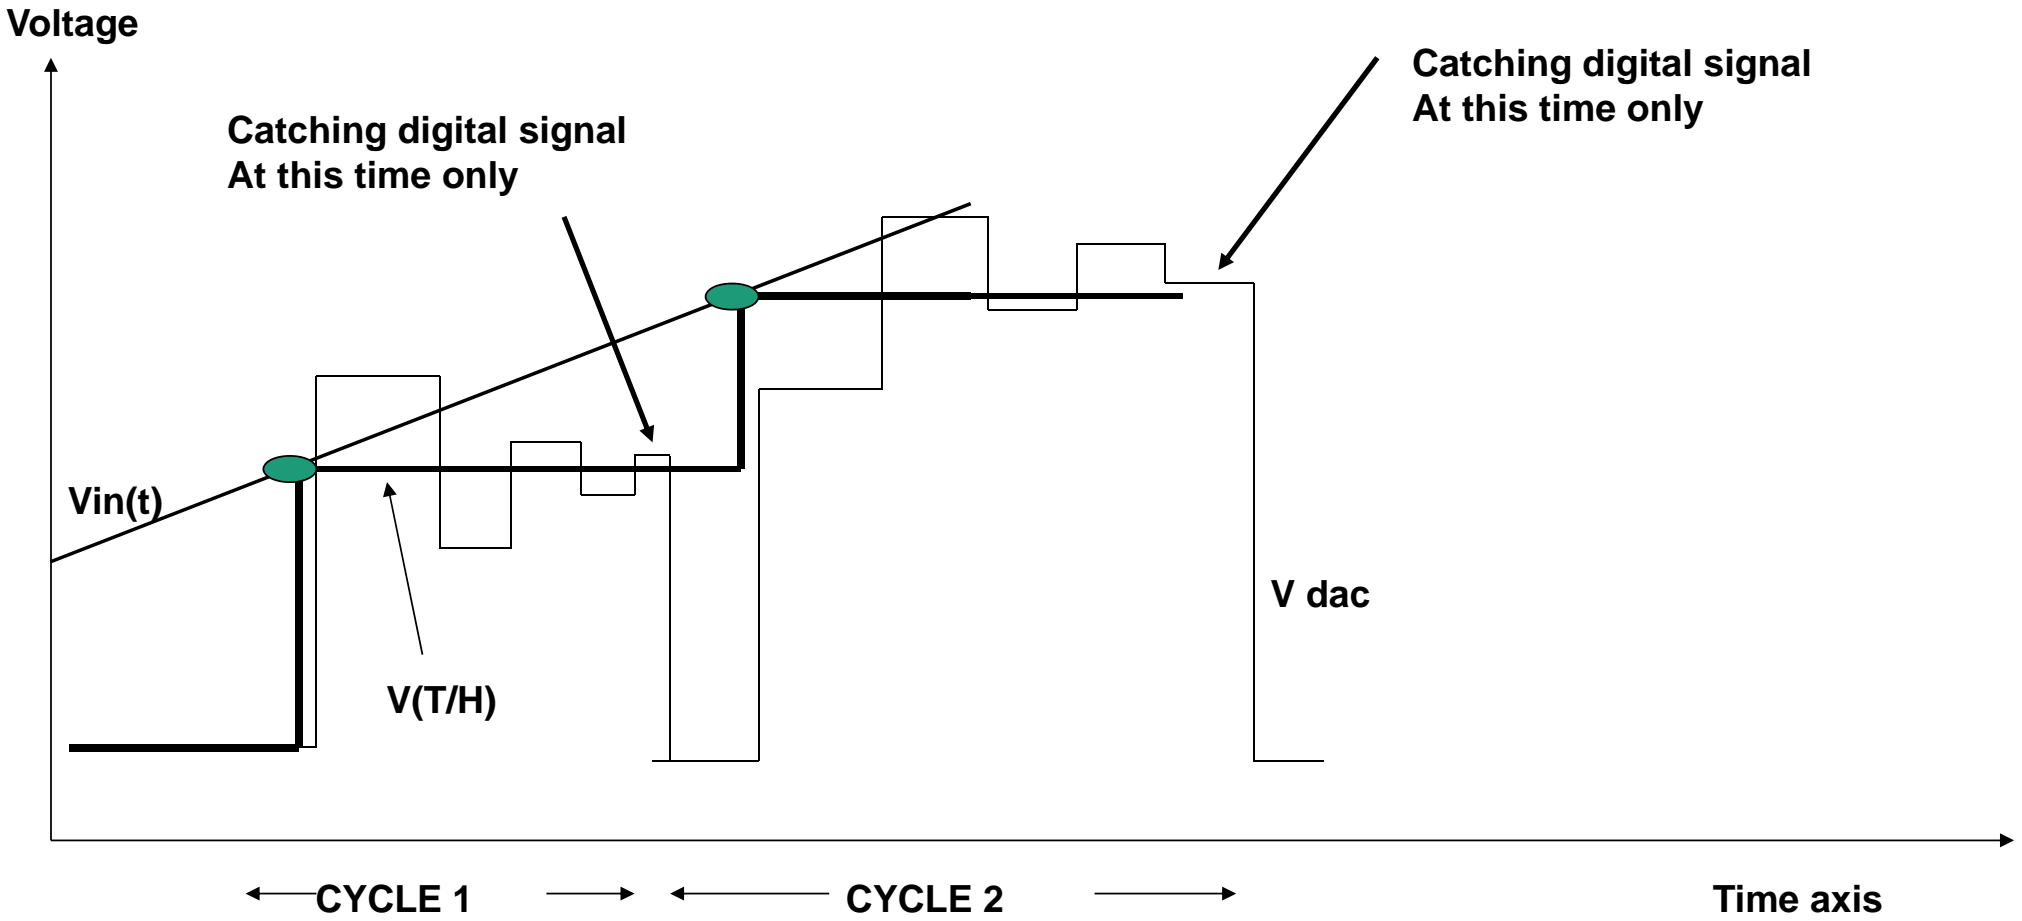 Voltage
Catching digital signal
At this time only
Catching digital signal
At this time only
Vin(t)
V dac
V(T/H)
CYCLE 1
CYCLE 2
Time axis